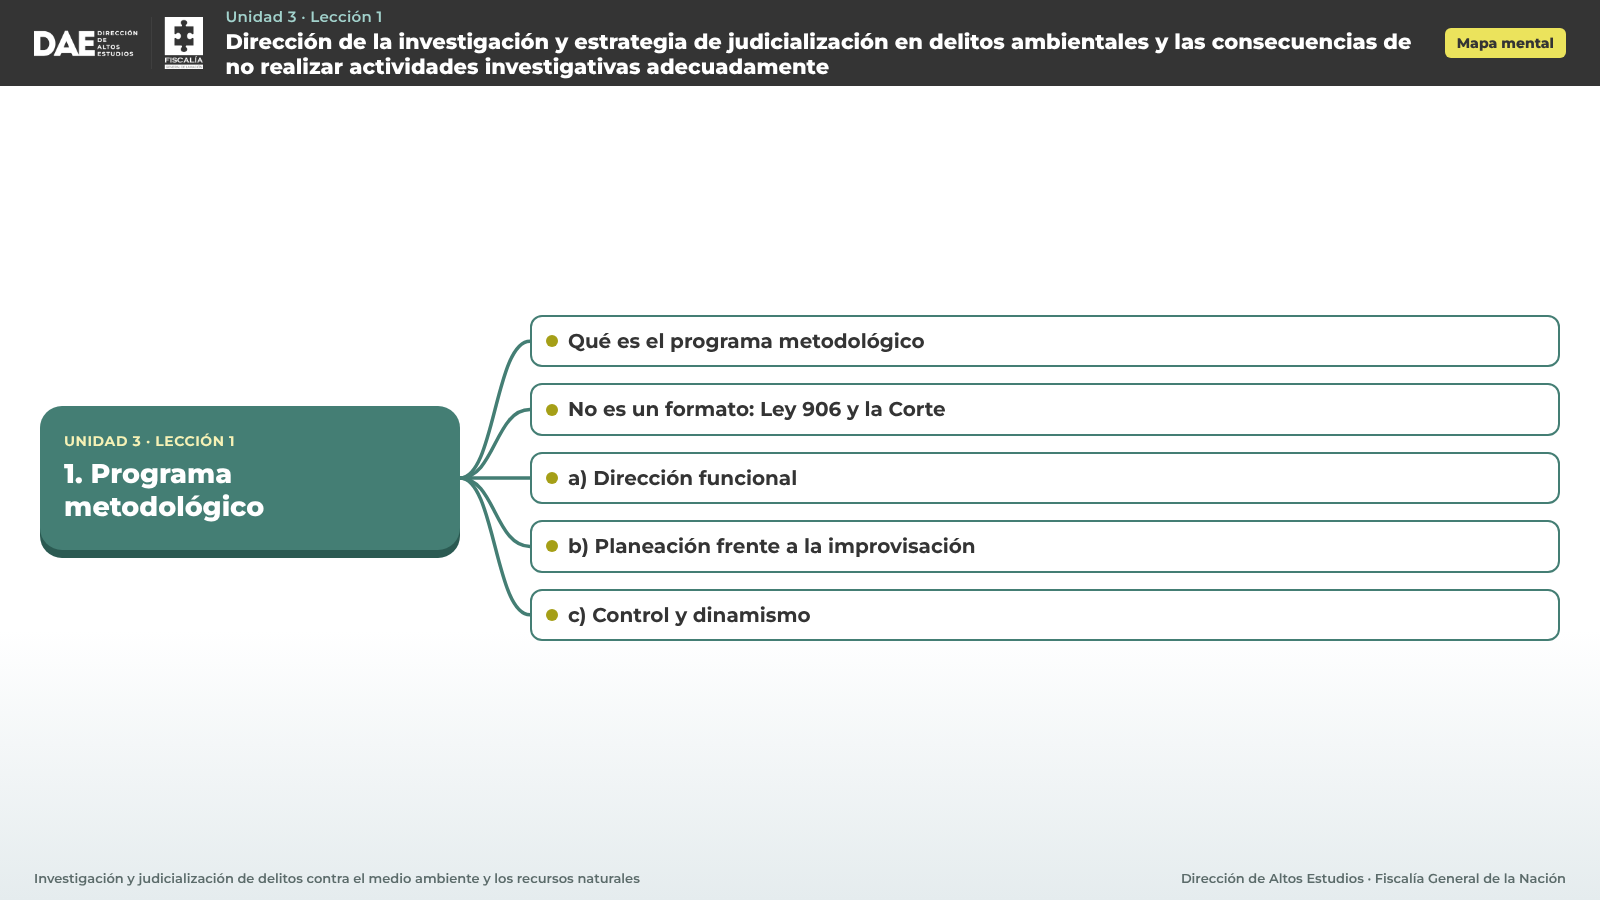 DAE
DIRECCIÓN
DE
ALTOS
ESTUDIOS
FISCALÍA
Unidad 3 · Lección 1
Dirección de la investigación y estrategia de judicialización en delitos ambientales y las consecuencias de
no realizar actividades investigativas adecuadamente
Mapa mental
UNIDAD 3 · LECCIÓN 1
1. Programa
metodológico
Qué es el programa metodológico
No es un formato: Ley 906 y la Corte
a) Dirección funcional
b) Planeación frente a la improvisación
c) Control y dinamismo
Investigación y judicialización de delitos contra el medio ambiente y los recursos naturales
Dirección de Altos Estudios · Fiscalía General de la Nación